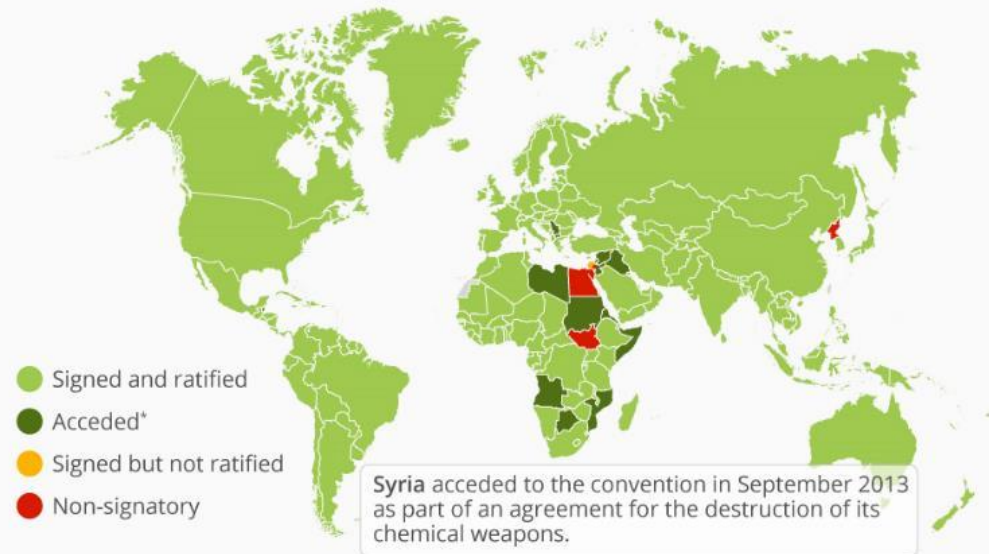 Signed and ratified
Acceded*
Signed but not ratified
Non-signatory
Syria acceded to the convention in September 2013
as part of an agreement for the destruction of its
chemical weapons.